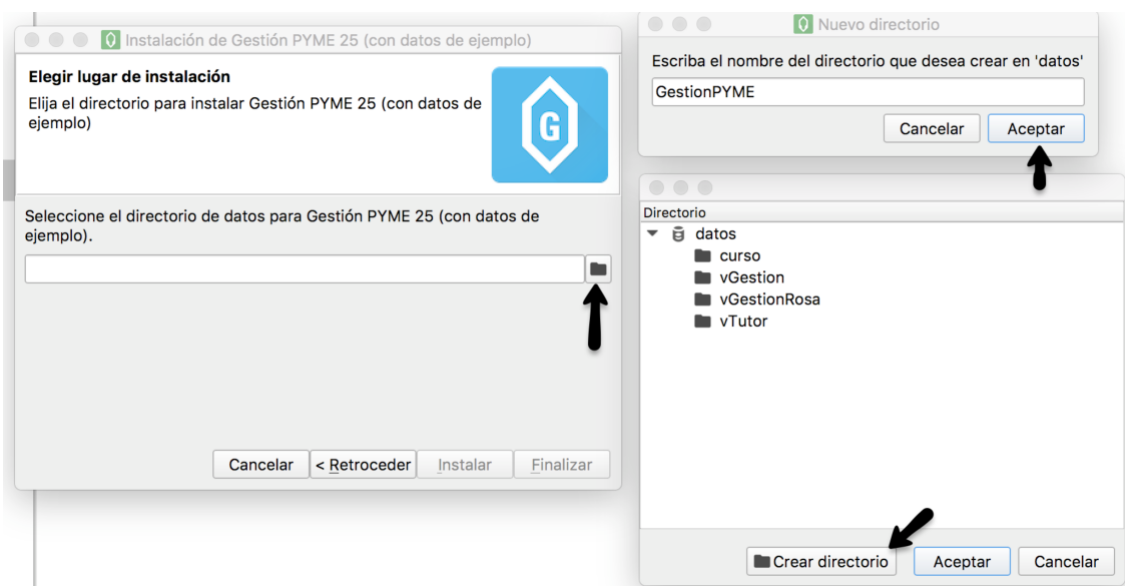 Instalación de Gestión PYME 25 (con datos de ejemplo)
Elegir lugar de instalación
Elija el directorio para instalar Gestión PYME 25 (con datos de
ejemplo)
G
Seleccione el directorio de datos para Gestión PYME 25 (con datos de
ejemplo).
Cancelar
< Retroceder
Instalar
Finalizar
Nuevo directorio
Escriba el nombre del directorio que desea crear en 'datos'
GestionPYME
Cancelar
Aceptar
Directorio
datos
curso
vGestion
vGestionRosa
vTutor
Crear directorio
Aceptar
Cancelar